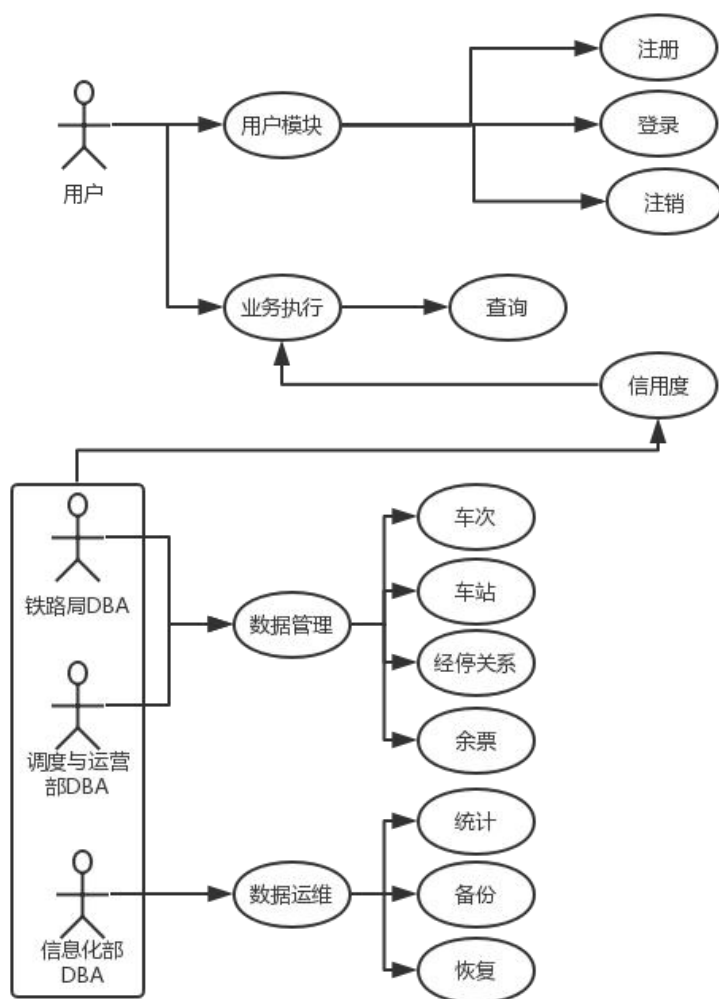 注册
用户模块
登录
用户
注销
业务执行
查询
信用度
车次
铁路局DBA
车站
数据管理
经停关系
调度与运营
部DBA
余票
统计
数据运维
备份
信息化部
DBA
恢复